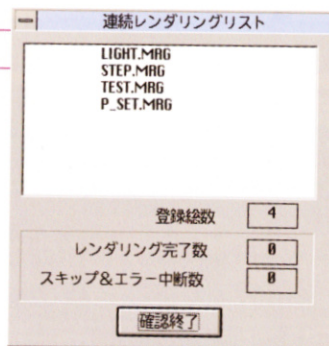 連続レンダリングリスト
LIGHT.MRG
STEP.MRG
TEST.MRG
P_SET.MRG
登録総数 4
レンダリング完了数 0
スキップ&エラー中断数 0
確認終了